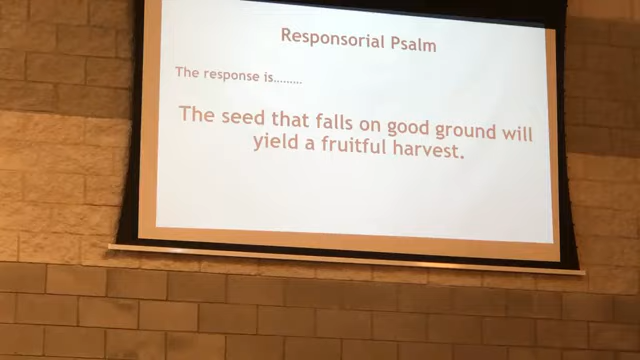 Responsorial Psalm
The response is.........
The seed that falls on good ground will
yield a fruitful harvest.